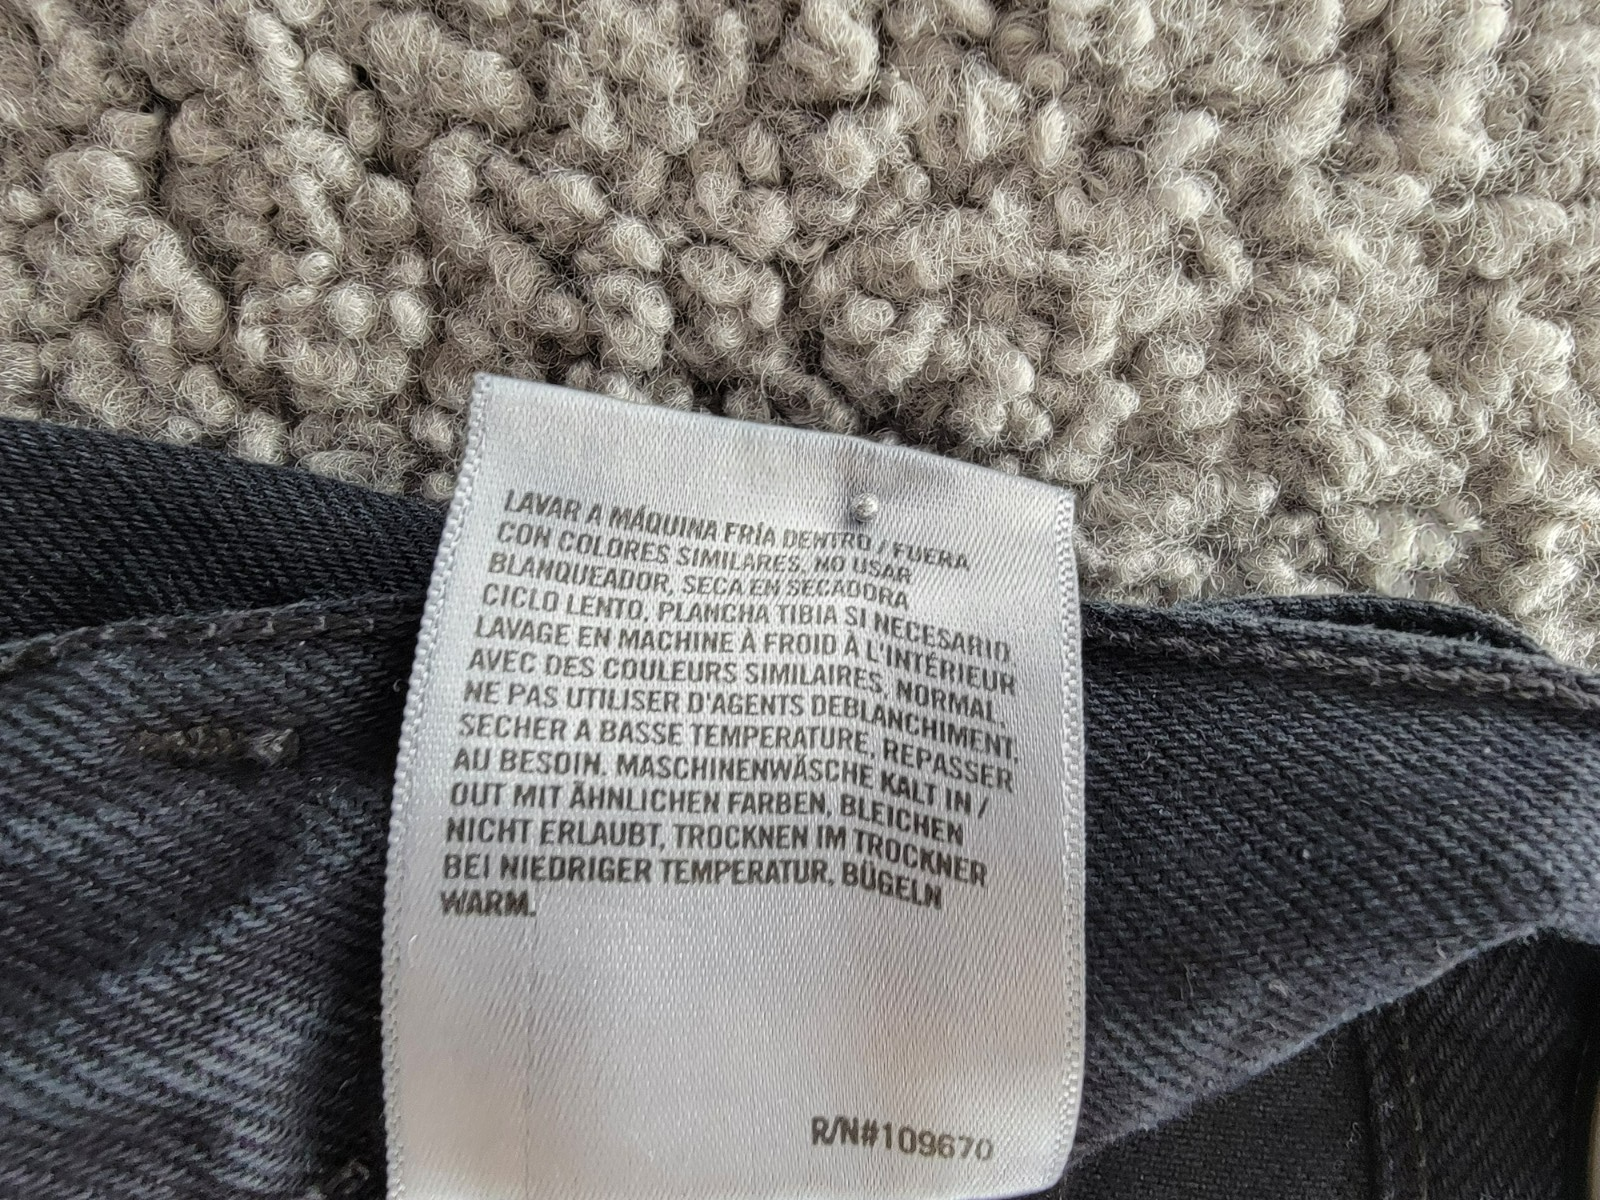 LAVAR A MÁQUINA FRÍA DENTRO / FUERA
CON COLORES SIMILARES, NO USAR
BLANQUEADOR, SECA EN SECADORA
CICLO LENTO, PLANCHA TIBIA SI NECESARIO.
LAVAGE EN MACHINE À FROID À L'INTÉRIEUR
AVEC DES COULEURS SIMILAIRES, NORMAL.
NE PAS UTILISER D'AGENTS DEBLANCHIMENT,
SECHER A BASSE TEMPERATURE, REPASSER
AU BESOIN. MASCHINENWÄSCHE KALT IN /
OUT MIT ÄHNLICHEN FARBEN, BLEICHEN
NICHT ERLAUBT, TROCKNEN IM TROCKNER
BEI NIEDRIGER TEMPERATUR, BÜGELN
WARM.
R/N#109670